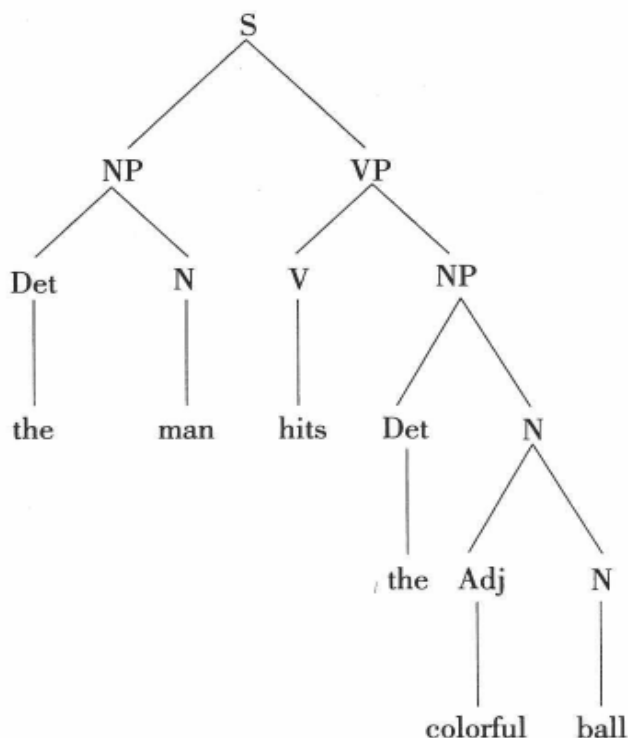 S
NP VP
Det N V NP
the man hits Det N
the Adj N
colorful ball